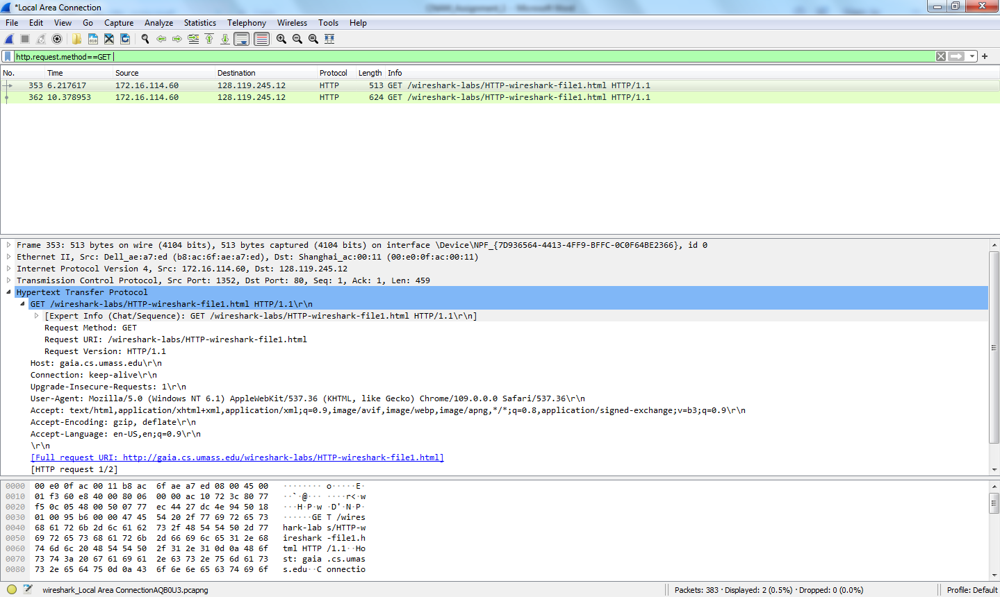 *Local Area Connection
File Edit View Go Capture Analyze Statistics Telephony Wireless Tools Help
http.request.method==GET
No. Time Source Destination Protocol Length Info
353 6.217617 172.16.114.60 128.119.245.12 HTTP 513 GET /wireshark-labs/HTTP-wireshark-file1.html HTTP/1.1
362 10.378953 172.16.114.60 128.119.245.12 HTTP 624 GET /wireshark-labs/HTTP-wireshark-file1.html HTTP/1.1
Frame 353: 513 bytes on wire (4104 bits), 513 bytes captured (4104 bits) on interface \Device\NPF_{7D936564-4413-4FF9-BFFC-0C0F64BE2366}, id 0
Ethernet II, Src: Dell_ae:a7:ed (b8:ac:6f:ae:a7:ed), Dst: Shanghai_ac:00:11 (00:e0:0f:ac:00:11)
Internet Protocol Version 4, Src: 172.16.114.60, Dst: 128.119.245.12
Transmission Control Protocol, Src Port: 1352, Dst Port: 80, Seq: 1, Ack: 1, Len: 459
Hypertext Transfer Protocol
GET /wireshark-labs/HTTP-wireshark-file1.html HTTP/1.1\r\n
[Expert Info (Chat/Sequence): GET /wireshark-labs/HTTP-wireshark-file1.html HTTP/1.1\r\n]
Request Method: GET
Request URI: /wireshark-labs/HTTP-wireshark-file1.html
Request Version: HTTP/1.1
Host: gaia.cs.umass.edu\r\n
Connection: keep-alive\r\n
Upgrade-Insecure-Requests: 1\r\n
User-Agent: Mozilla/5.0 (Windows NT 6.1) AppleWebKit/537.36 (KHTML, like Gecko) Chrome/109.0.0.0 Safari/537.36\r\n
Accept: text/html,application/xhtml+xml,application/xml;q=0.9,image/avif,image/webp,image/apng,*/*;q=0.8,application/signed-exchange;v=b3;q=0.9\r\n
Accept-Encoding: gzip, deflate\r\n
Accept-Language: en-US,en;q=0.9\r\n
\r\n
[Full request URI: http://gaia.cs.umass.edu/wireshark-labs/HTTP-wireshark-file1.html]
[HTTP request 1/2]
0000 00 e0 0f ac 00 11 b8 ac 6f ae a7 ed 08 00 45 00 ········ o·····E·
0010 01 f3 60 e8 40 00 80 06 00 00 ac 10 72 3c 80 77 ··`·@··· ····r<·w
0020 f5 0c 05 48 00 50 07 77 ec 44 27 dc 4e 94 50 18 ···H·P·w ·D'·N·P·
0030 01 00 95 b6 00 00 47 45 54 20 2f 77 69 72 65 73 ······GE T /wires
0040 68 61 72 6b 2d 6c 61 62 73 2f 48 54 54 50 2d 77 hark-lab s/HTTP-w
0050 69 72 65 73 68 61 72 6b 2d 66 69 6c 65 31 2e 68 ireshark -file1.h
0060 74 6d 6c 20 48 54 54 50 2f 31 2e 31 0d 0a 48 6f tml HTTP /1.1··Ho
0070 73 74 3a 20 67 61 69 61 2e 63 73 2e 75 6d 61 73 st: gaia .cs.umas
0080 73 2e 65 64 75 0d 0a 43 6f 6e 6e 65 63 74 69 6f s.edu··C onnectio
wireshark_Local Area ConnectionAQB0U3.pcapng Packets: 383 · Displayed: 2 (0.5%) · Dropped: 0 (0.0%) Profile: Default